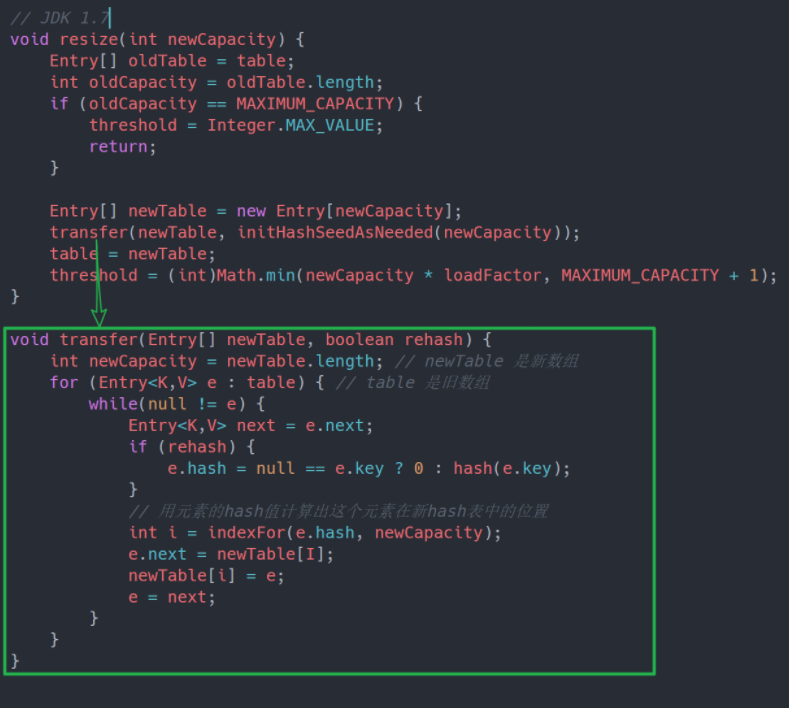 // JDK 1.7
void resize(int newCapacity) {
    Entry[] oldTable = table;
    int oldCapacity = oldTable.length;
    if (oldCapacity == MAXIMUM_CAPACITY) {
        threshold = Integer.MAX_VALUE;
        return;
    }

    Entry[] newTable = new Entry[newCapacity];
    transfer(newTable, initHashSeedAsNeeded(newCapacity));
    table = newTable;
    threshold = (int)Math.min(newCapacity * loadFactor, MAXIMUM_CAPACITY + 1);
}

void transfer(Entry[] newTable, boolean rehash) {
    int newCapacity = newTable.length; // newTable 是新数组
    for (Entry<K,V> e : table) { // table 是旧数组
        while(null != e) {
            Entry<K,V> next = e.next;
            if (rehash) {
                e.hash = null == e.key ? 0 : hash(e.key);
            }
            // 用元素的hash值计算出这个元素在新hash表中的位置
            int i = indexFor(e.hash, newCapacity);
            e.next = newTable[I];
            newTable[i] = e;
            e = next;
        }
    }
}